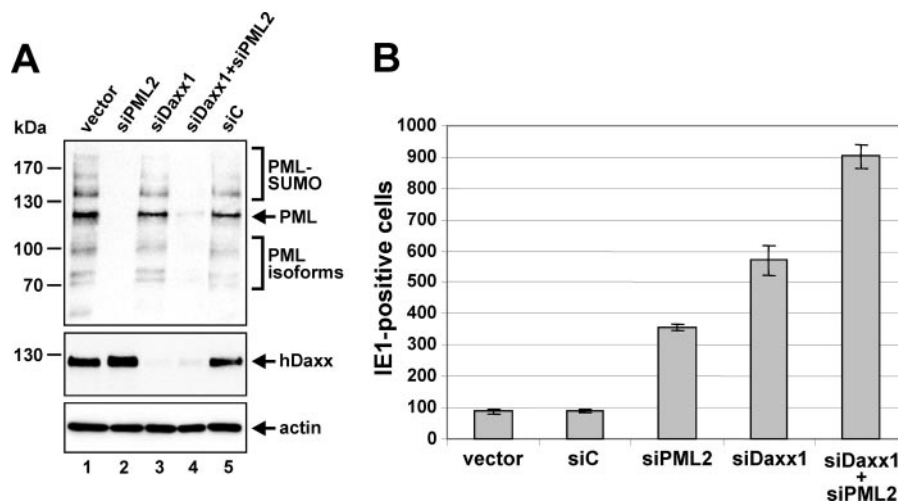 A
vector
siPML2
siDaxx1
siDaxx1+siPML2
siC
kDa
170
130
100
70
PML-
SUMO
PML
PML
isoforms
130
hDaxx
actin
1 2 3 4 5
B
IE1-positive cells
1000
900
800
700
600
500
400
300
200
100
0
vector
siC
siPML2
siDaxx1
siDaxx1
+
siPML2